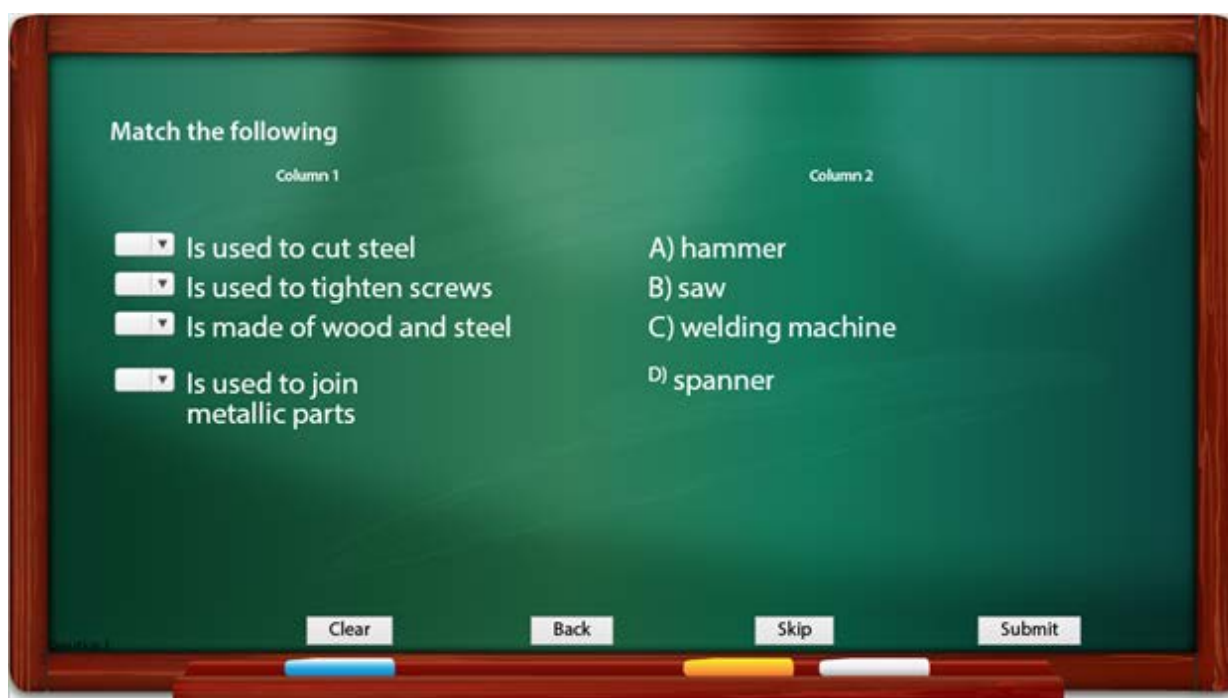 Match the following
Column 1 Column 2
Is used to cut steel A) hammer
Is used to tighten screws B) saw
Is made of wood and steel C) welding machine
Is used to join D) spanner
metallic parts
Clear Back Skip Submit